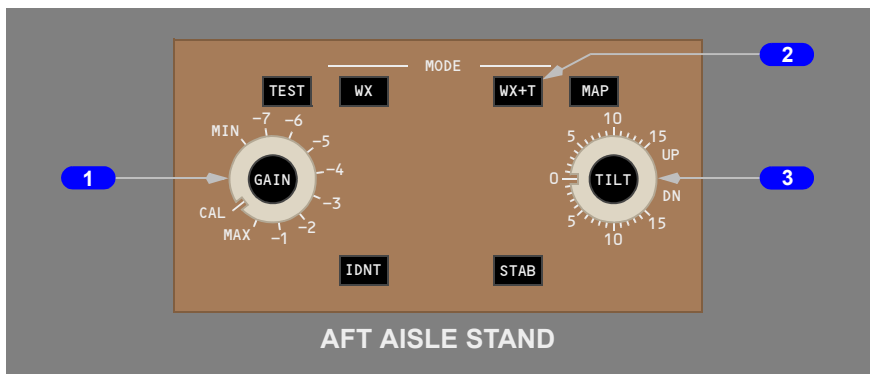 MODE
2
TEST
WX
WX+T
MAP
MIN
-7
-6
-5
-4
-3
-2
-1
MAX
CAL
GAIN
1
10
5
15
UP
0
TILT
DN
3
5
15
10
IDNT
STAB
AFT AISLE STAND